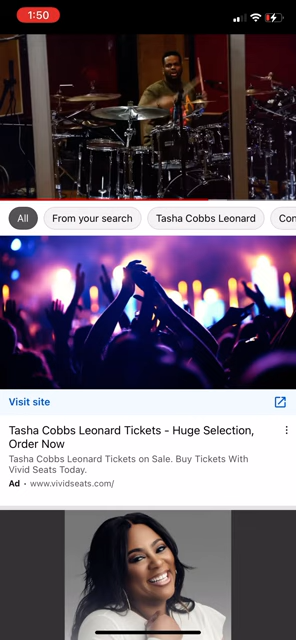 1:50
All
From your search
Tasha Cobbs Leonard
Con
Visit site
Tasha Cobbs Leonard Tickets - Huge Selection,
Order Now
Tasha Cobbs Leonard Tickets on Sale. Buy Tickets With
Vivid Seats Today.
Ad · www.vividseats.com/